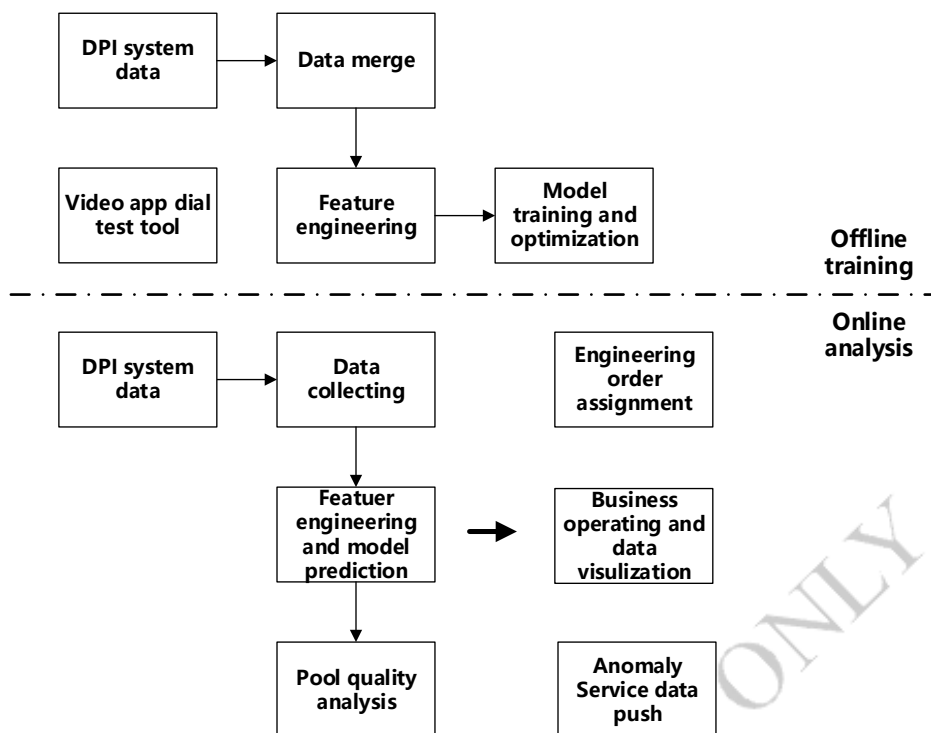 DPI system
data
Data merge
Video app dial
test tool
Feature
engineering
Model
training and
optimization
Offline
training
Online
analysis
DPI system
data
Data
collecting
Engineering
order
assignment
Featuer
engineering
and model
prediction
Business
operating and
data
visulization
Pool quality
analysis
Anomaly
Service data
push
ONLY